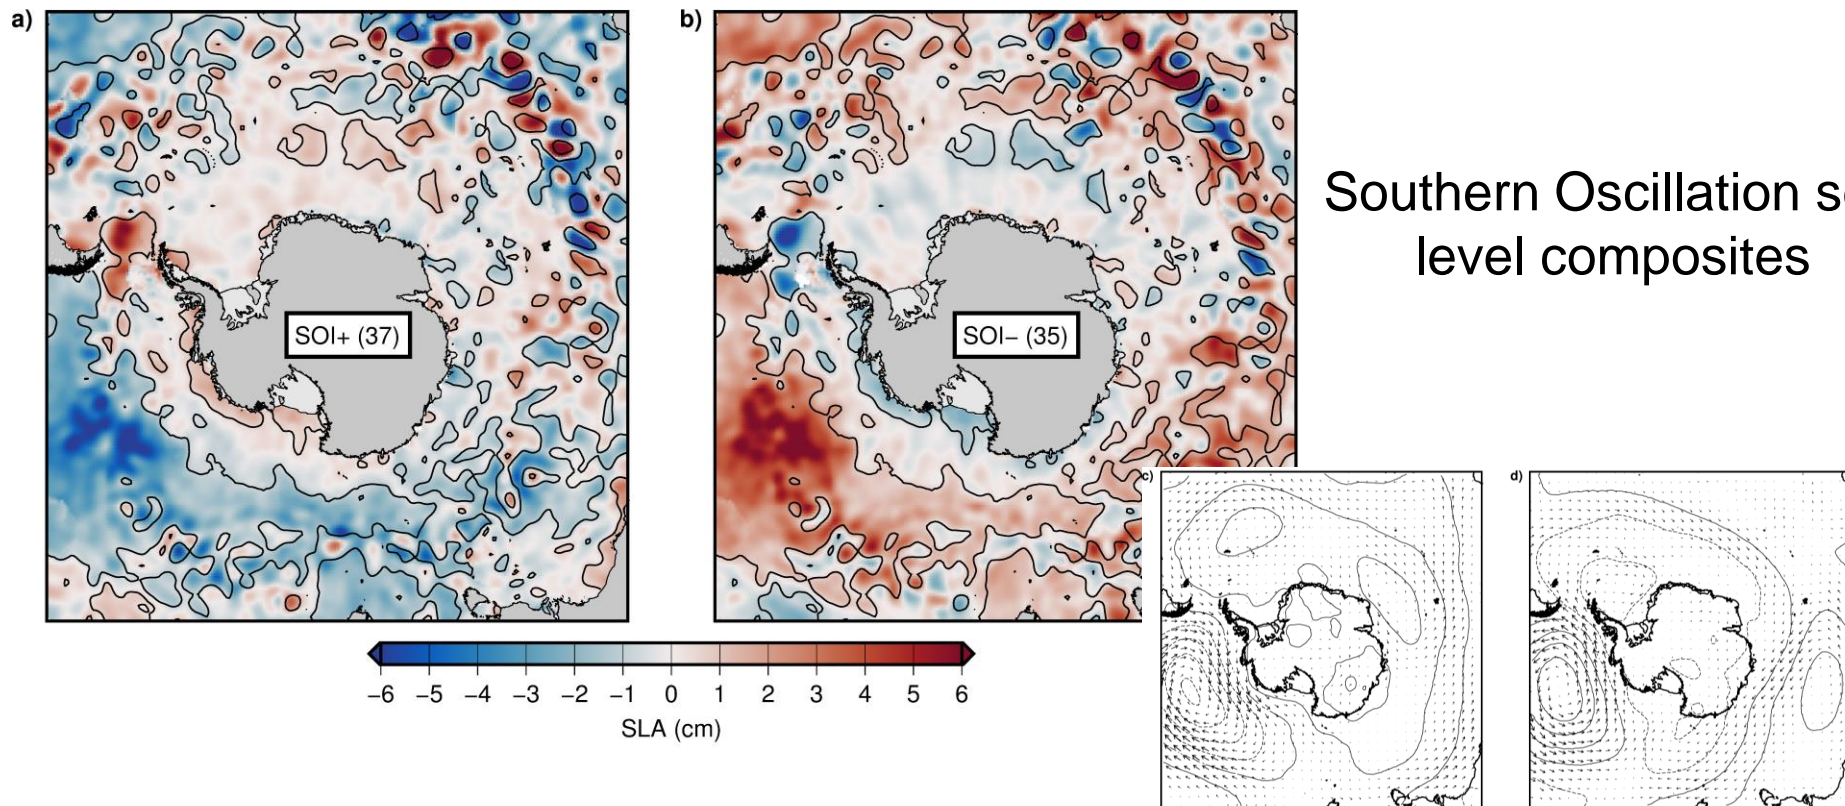 a)
b)
Southern Oscillation
level composites
SOI+ (37)
SOI− (35)
c)
d)
−6 −5 −4 −3 −2 −1 0 1 2 3 4 5 6
SLA (cm)